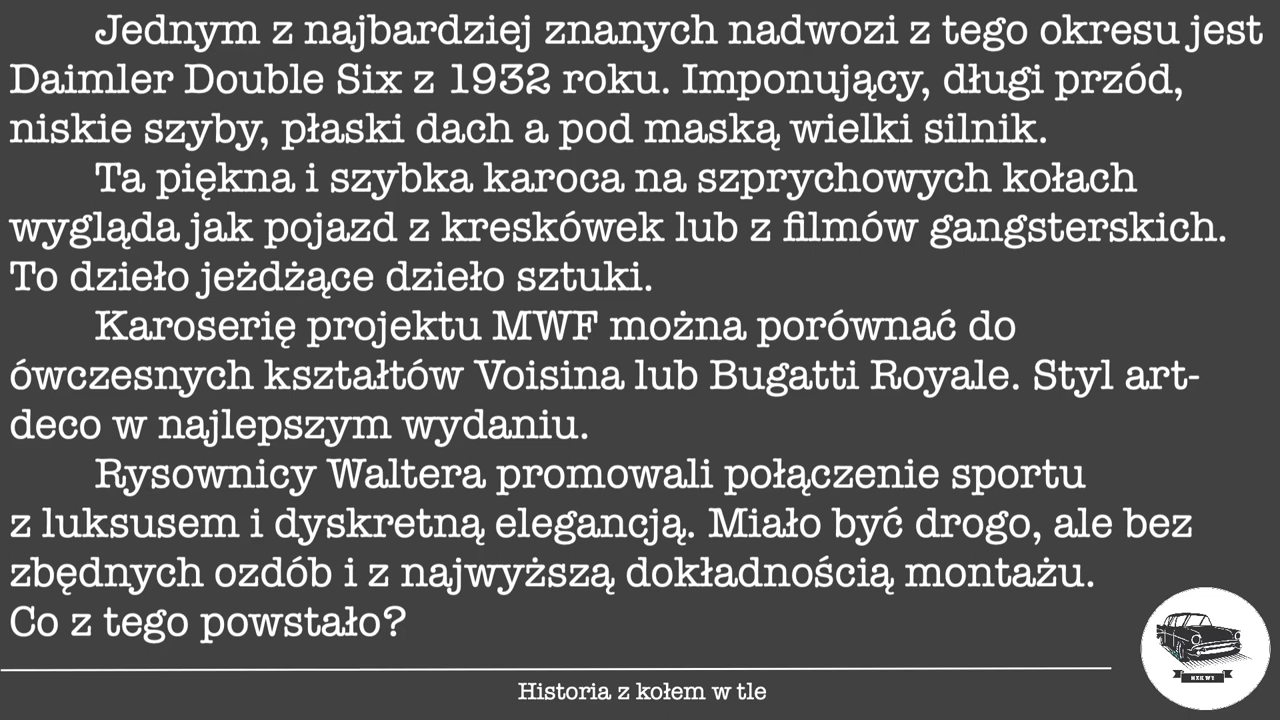 Jednym z najbardziej znanych nadwozi z tego okresu jest
Daimler Double Six z 1932 roku. Imponujący, długi przód,
niskie szyby, płaski dach a pod maską wielki silnik.
Ta piękna i szybka karoca na szprychowych kołach
wygląda jak pojazd z kreskówek lub z filmów gangsterskich.
To dzieło jeżdżące dzieło sztuki.
Karoserię projektu MWF można porównać do
ówczesnych kształtów Voisina lub Bugatti Royale. Styl art-
deco w najlepszym wydaniu.
Rysownicy Waltera promowali połączenie sportu
z luksusem i dyskretną elegancją. Miało być drogo, ale bez
zbędnych ozdób i z najwyższą dokładnością montażu.
Co z tego powstało?
Historia z kołem w tle